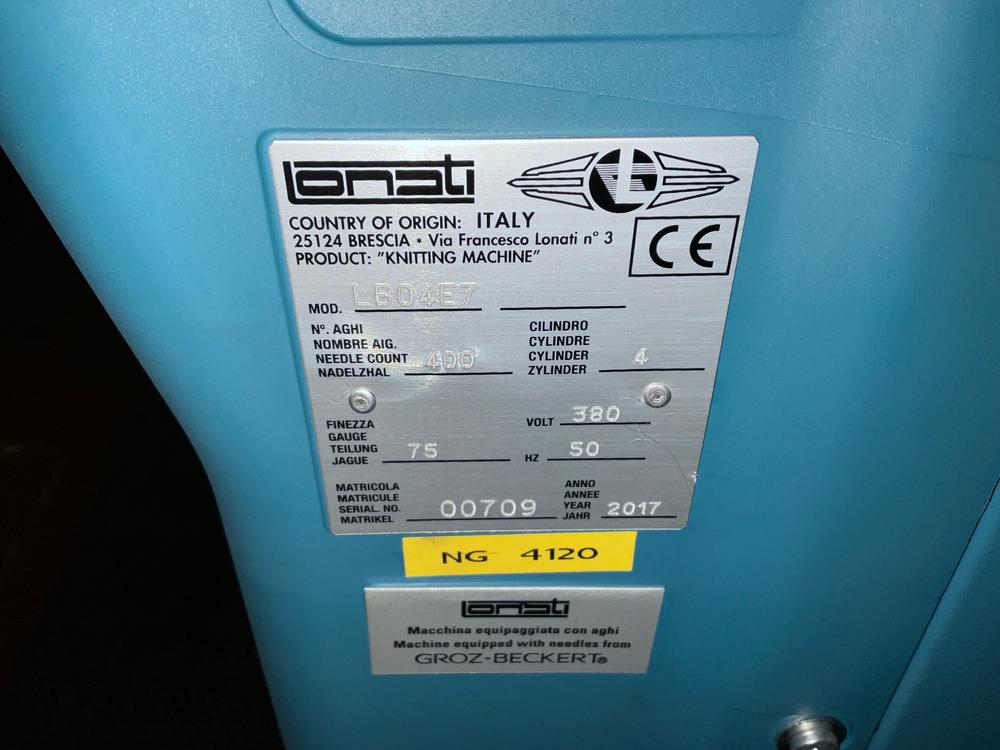 Lonati
COUNTRY OF ORIGIN: ITALY
25124 BRESCIA • Via Francesco Lonati n° 3
PRODUCT: "KNITTING MACHINE"
CE
MOD. LB04E7
N°. AGHI
NOMBRE AIG.
NEEDLE COUNT 400
NADELZHAL
CILINDRO
CYLINDRE
CYLINDER 4
ZYLINDER
FINEZZA
GAUGE
TEILUNG 75
JAGUE
VOLT 380
HZ 50
MATRICOLA
MATRICULE
SERIAL. NO. 00709
MATRIKEL
ANNO
ANNEE
YEAR 2017
JAHR
NG 4120
Lonati
Macchina equipaggiata con aghi
Machine equipped with needles from
GROZ-BECKERT®